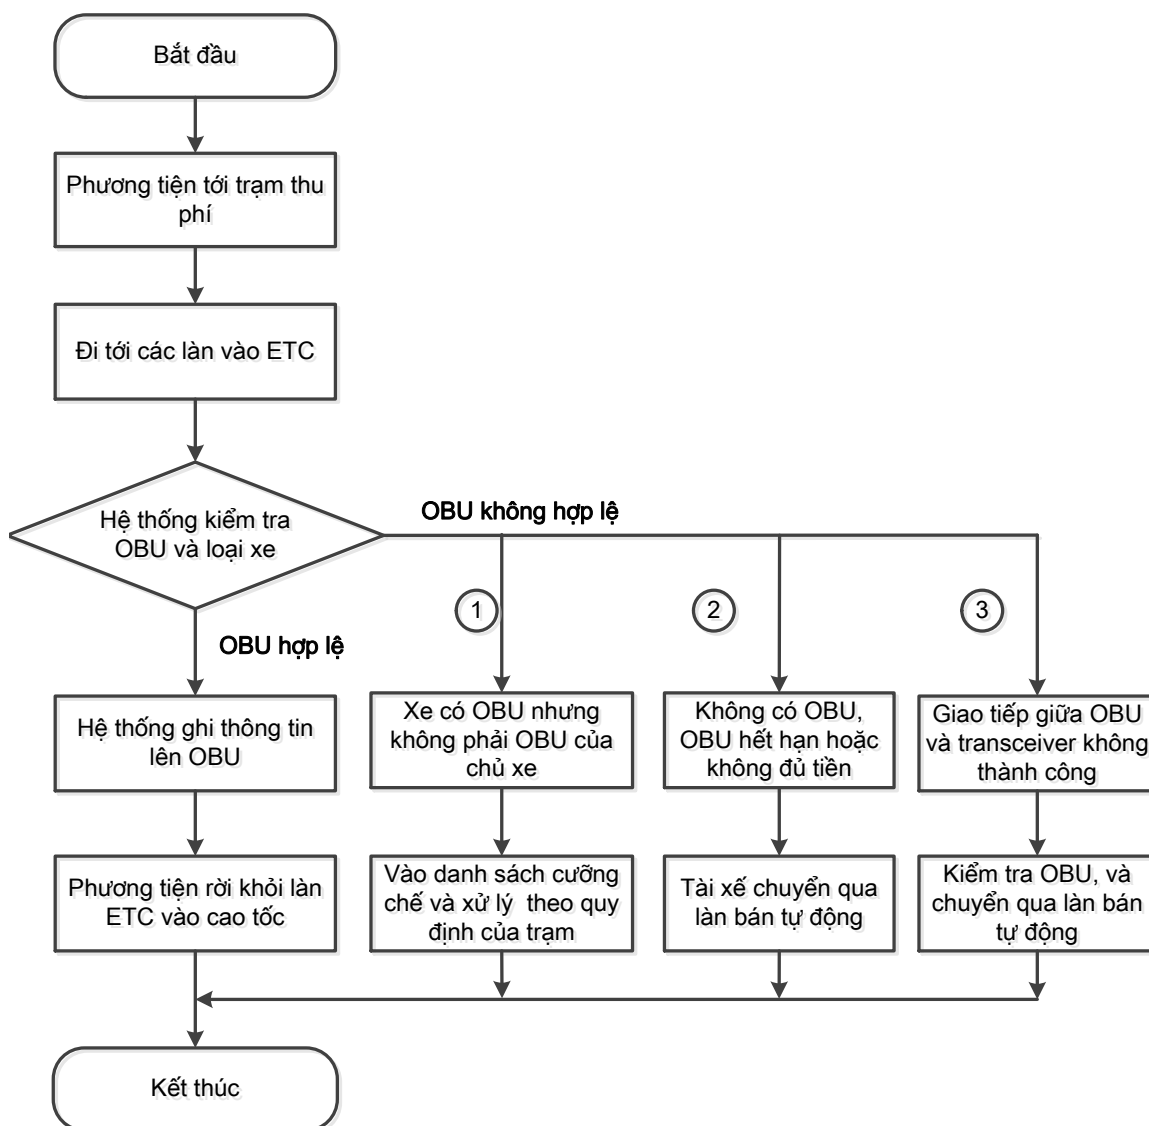 Bắt đầu
Phương tiện tới trạm thu
phí
Đi tới các làn vào ETC
Hệ thống kiểm tra
OBU và loại xe
OBU không hợp lệ
OBU hợp lệ
1
2
3
Hệ thống ghi thông tin
lên OBU
Xe có OBU nhưng
không phải OBU của
chủ xe
Không có OBU,
OBU hết hạn hoặc
không đủ tiền
Giao tiếp giữa OBU
và transceiver không
thành công
Phương tiện rời khỏi làn
ETC vào cao tốc
Vào danh sách cưỡng
chế và xử lý  theo quy
định của trạm
Tài xế chuyển qua
làn bán tự động
Kiểm tra OBU, và
chuyển qua làn bán
tự động
Kết thúc